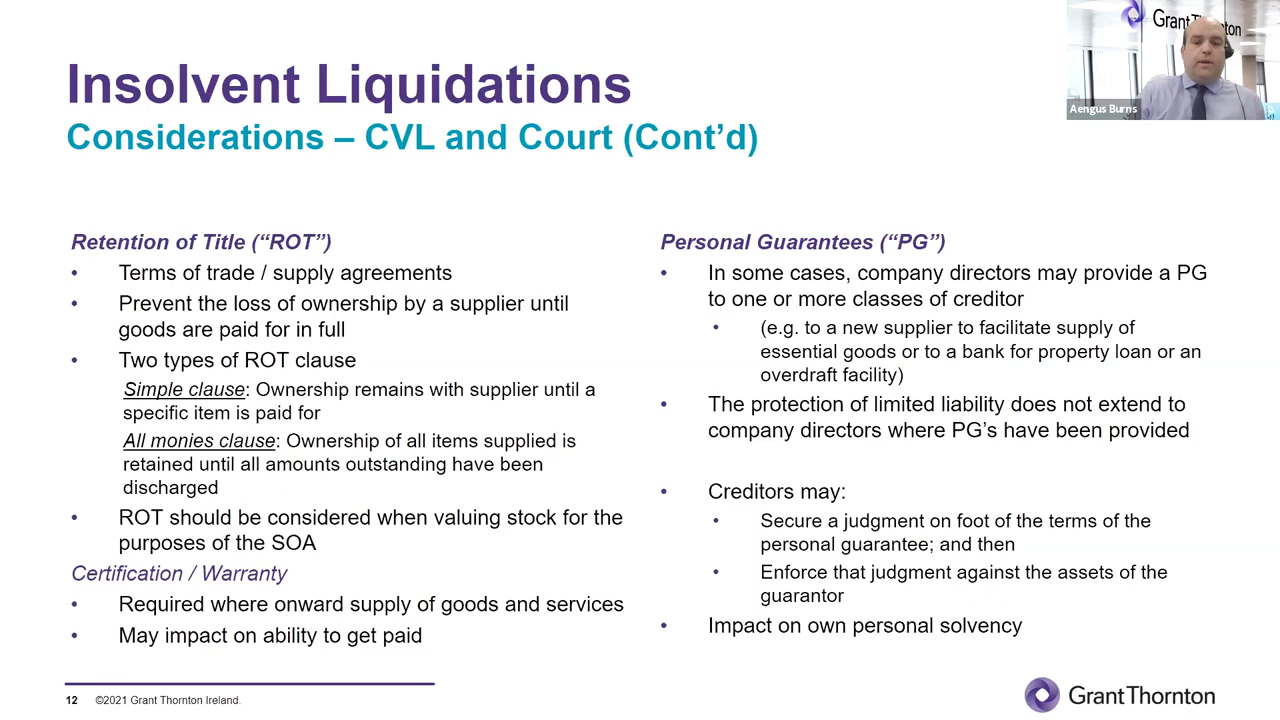 Insolvent Liquidations
Considerations – CVL and Court (Cont’d)
Grant Thornton
Aengus Burns
Retention of Title (“ROT”)
• Terms of trade / supply agreements
• Prevent the loss of ownership by a supplier until
goods are paid for in full
• Two types of ROT clause
Simple clause: Ownership remains with supplier until a
specific item is paid for
All monies clause: Ownership of all items supplied is
retained until all amounts outstanding have been
discharged
• ROT should be considered when valuing stock for the
purposes of the SOA
Certification / Warranty
• Required where onward supply of goods and services
• May impact on ability to get paid
Personal Guarantees (“PG”)
• In some cases, company directors may provide a PG
to one or more classes of creditor
• (e.g. to a new supplier to facilitate supply of
essential goods or to a bank for property loan or an
overdraft facility)
• The protection of limited liability does not extend to
company directors where PG’s have been provided
• Creditors may:
• Secure a judgment on foot of the terms of the
personal guarantee; and then
• Enforce that judgment against the assets of the
guarantor
• Impact on own personal solvency
12 ©2021 Grant Thornton Ireland.
Grant Thornton